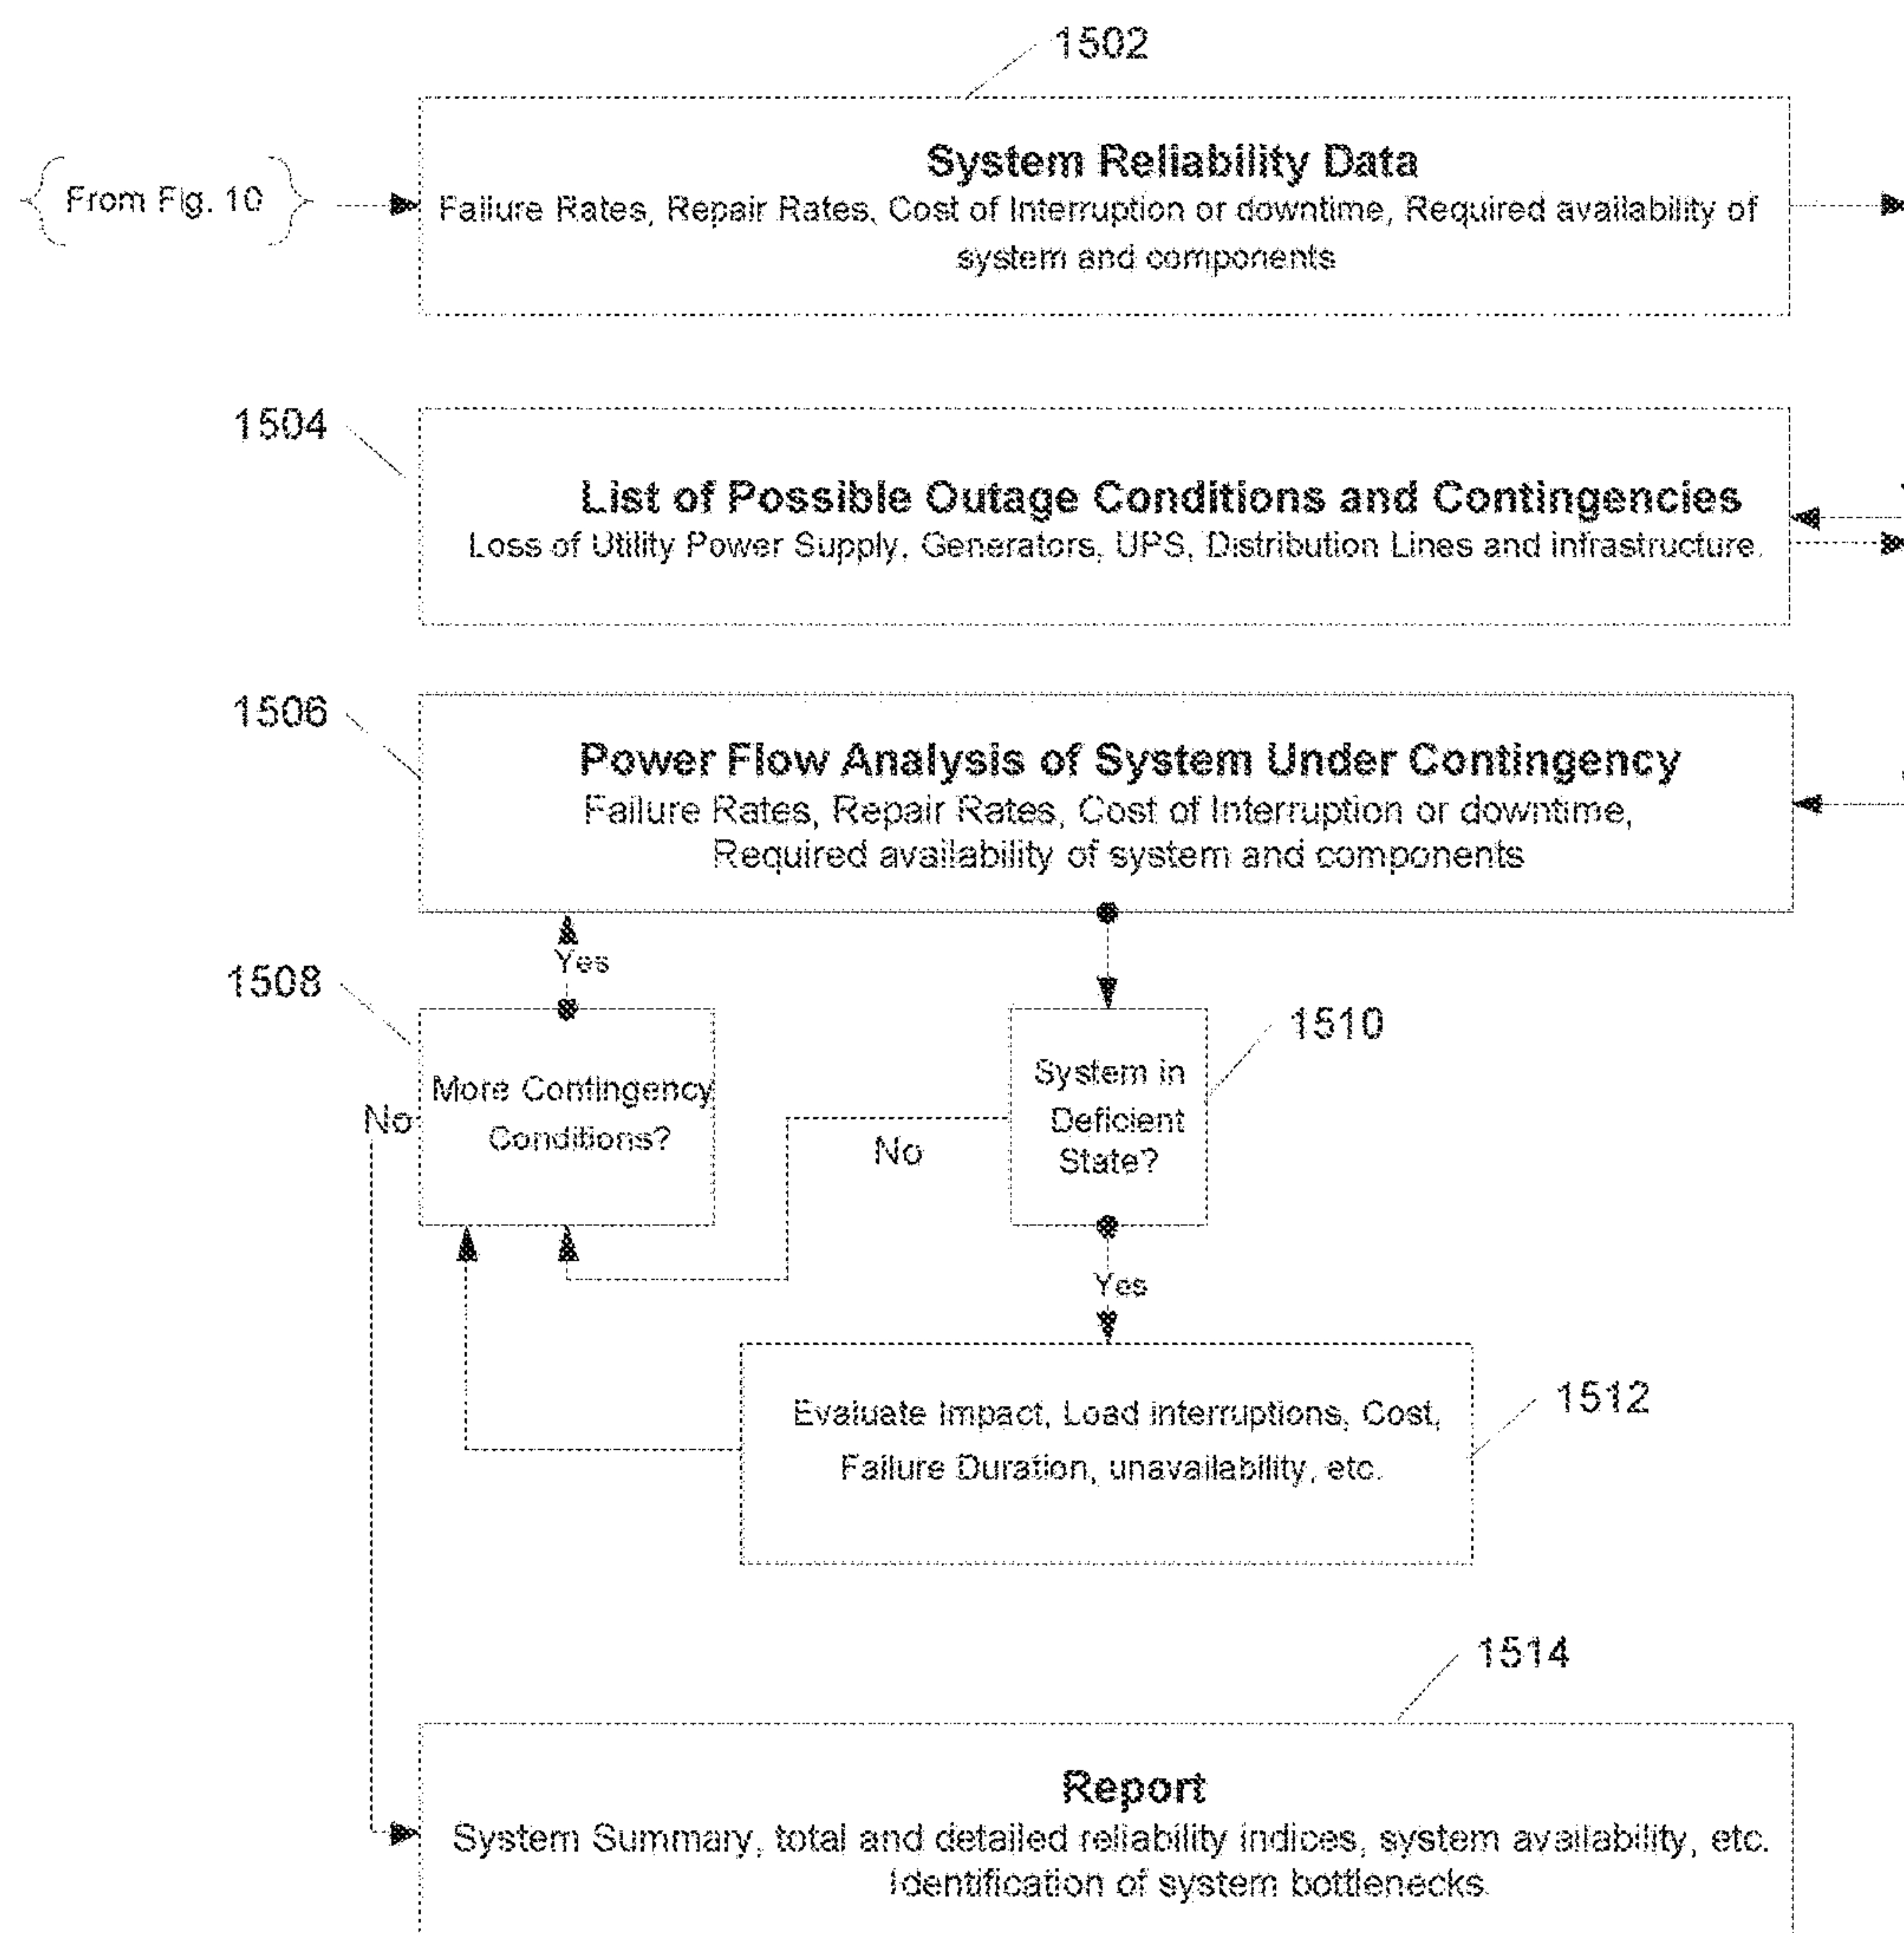 1502
System Reliability Data
From Fig. 10
Failure Rates, Repair Rates, Cost of Interruption or downtime, Required availability of
system and components
1504
List of Possible Outage Conditions and Contingencies
Loss of Utility Power Supply, Generators, UPS, Distribution Lines and infrastructure.
1506
Power Flow Analysis of System Under Contingency
Failure Rates, Repair Rates, Cost of Interruption or downtime,
Required availability of system and components
Yes
1508
1510
More Contingency
Conditions?
System in
Deficient
State?
No
No
Yes
1512
Evaluate Impact, Load interruptions, Cost,
Failure Duration, unavailability, etc.
1514
Report
System Summary, total and detailed reliability indices, system availability, etc.
Identification of system bottlenecks.